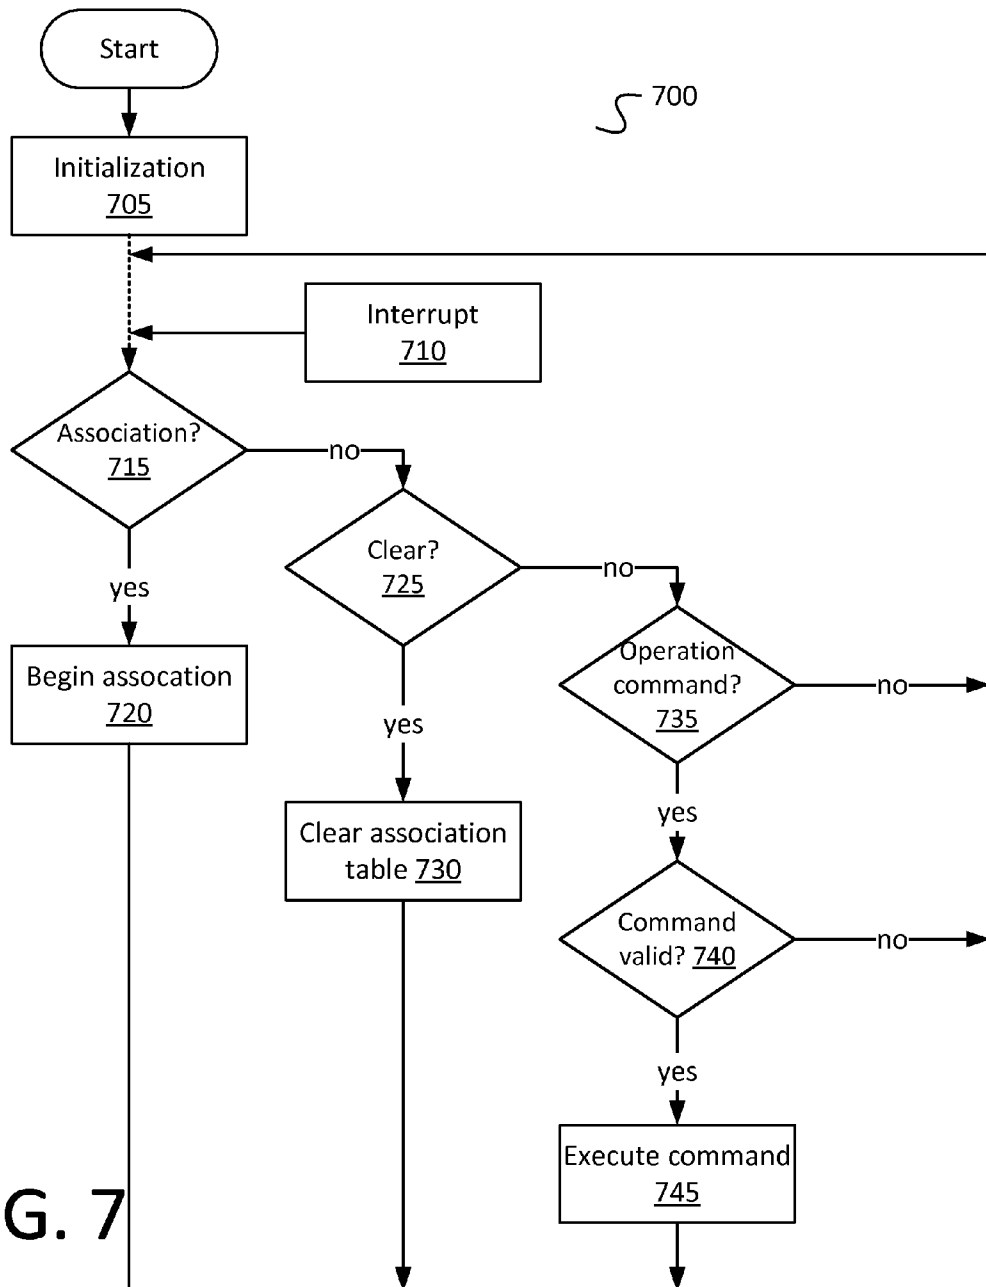 Start
700
Initialization
705
Interrupt
710
Association?
715
no
Clear?
725
no
yes
Operation
command?
735
no
Begin assocation
720
yes
yes
Clear association
table 730
Command
valid? 740
no
yes
Execute command
745
G. 7